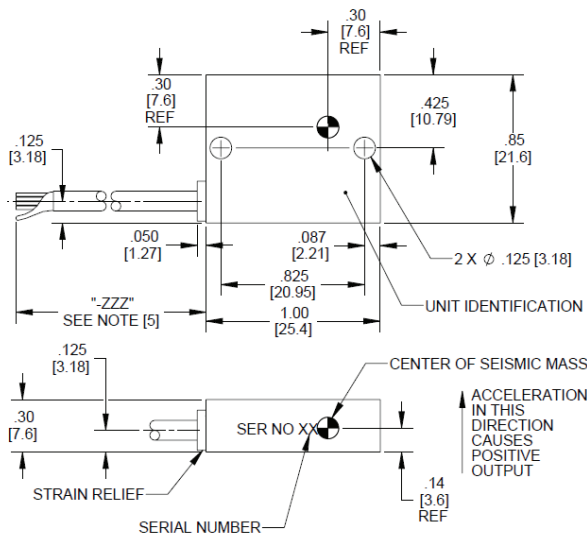 .30
[7.6]
REF
.30
[7.6]
REF
.425
[10.79]
.85
[21.6]
.125
[3.18]
.050
[1.27]
.087
[2.21]
2 X ⌀ .125 [3.18]
.825
[20.95]
UNIT IDENTIFICATION
"-ZZZ"
SEE NOTE [5]
1.00
[25.4]
.125
[3.18]
CENTER OF SEISMIC MASS
.30
[7.6]
SER NO XX
ACCELERATION
IN THIS
DIRECTION
CAUSES
POSITIVE
OUTPUT
.14
[3.6]
REF
STRAIN RELIEF
SERIAL NUMBER